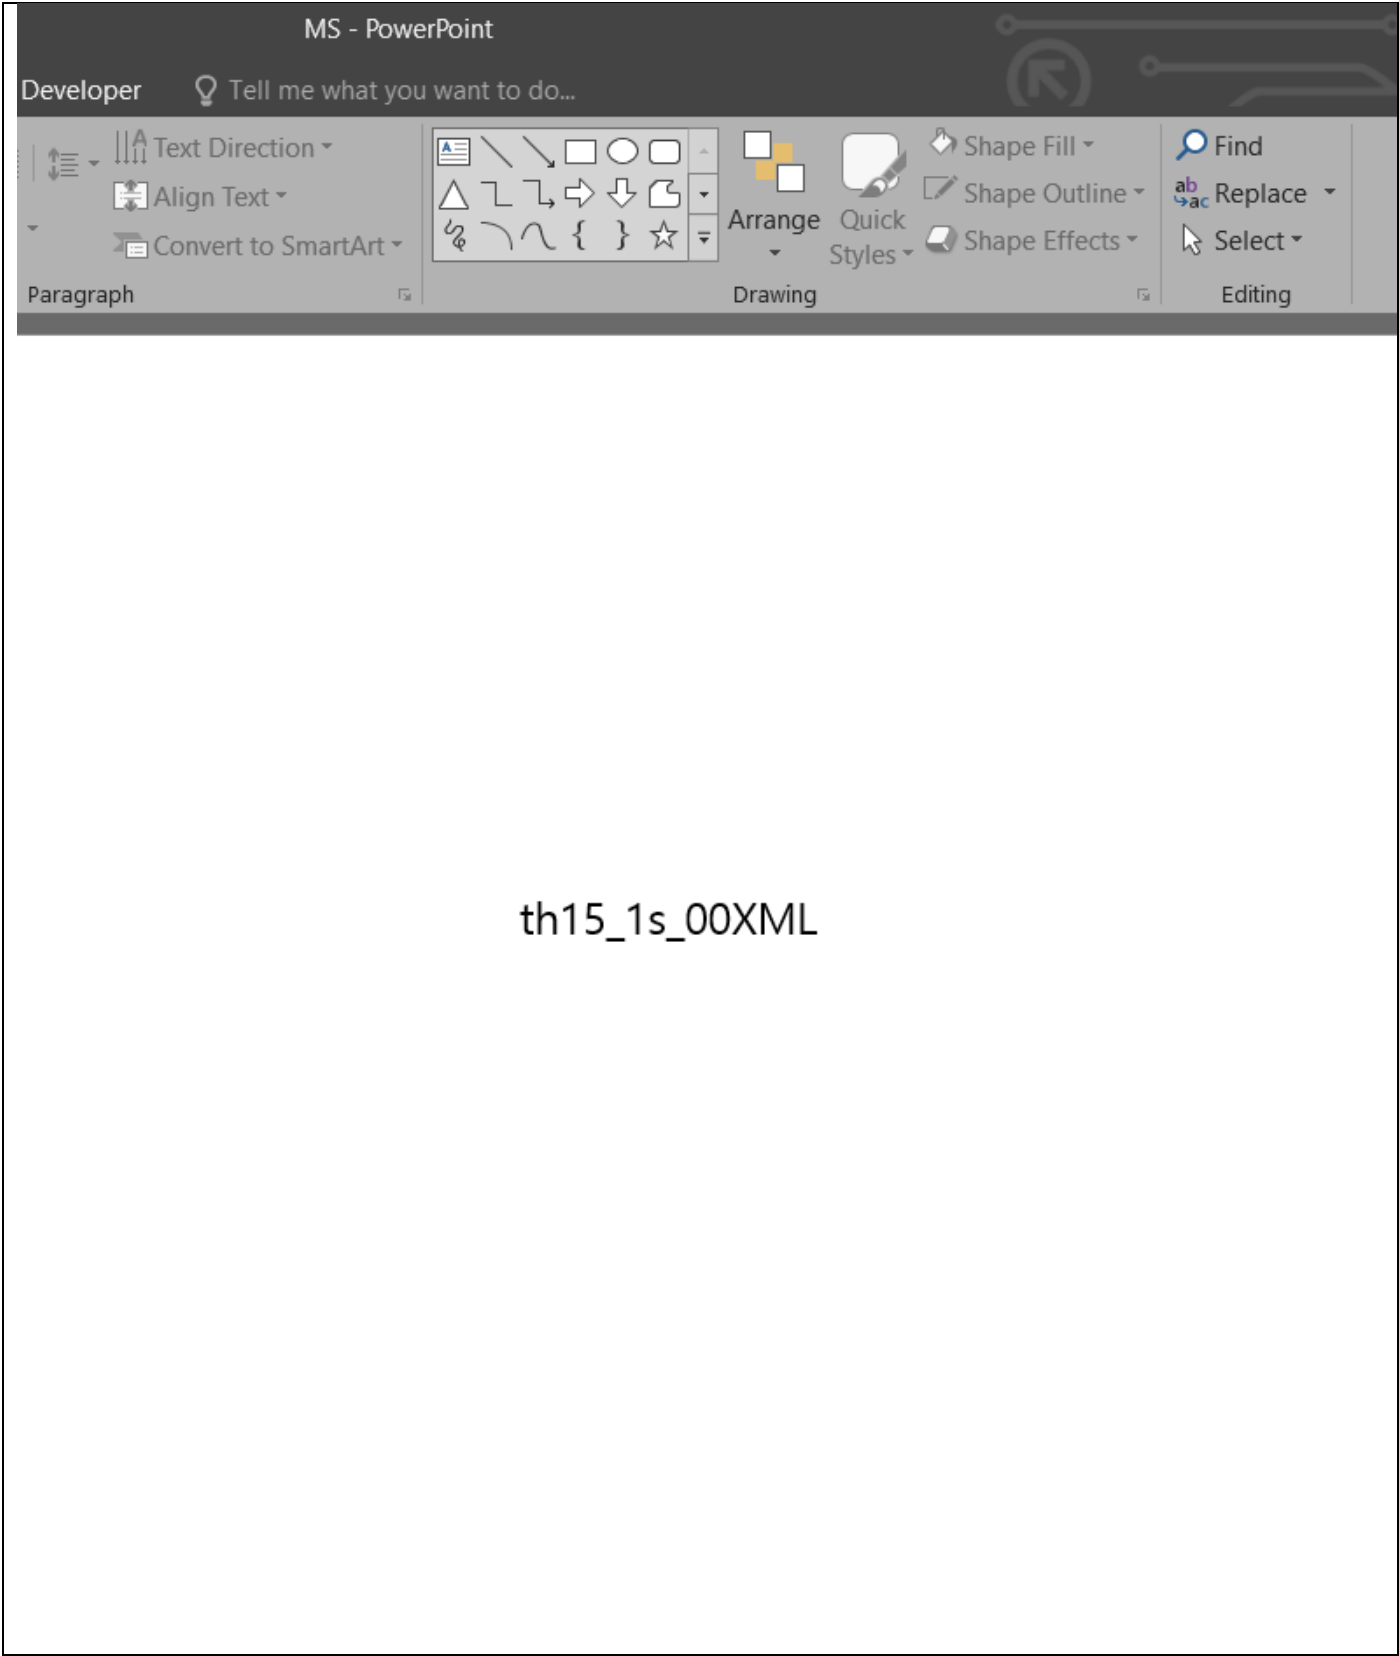 MS - PowerPoint
Developer
Tell me what you want to do...
Text Direction
Align Text
Convert to SmartArt
Paragraph
Arrange
Quick
Styles
Shape Fill
Shape Outline
Shape Effects
Drawing
Find
Replace
Select
Editing
th15_1s_00XML